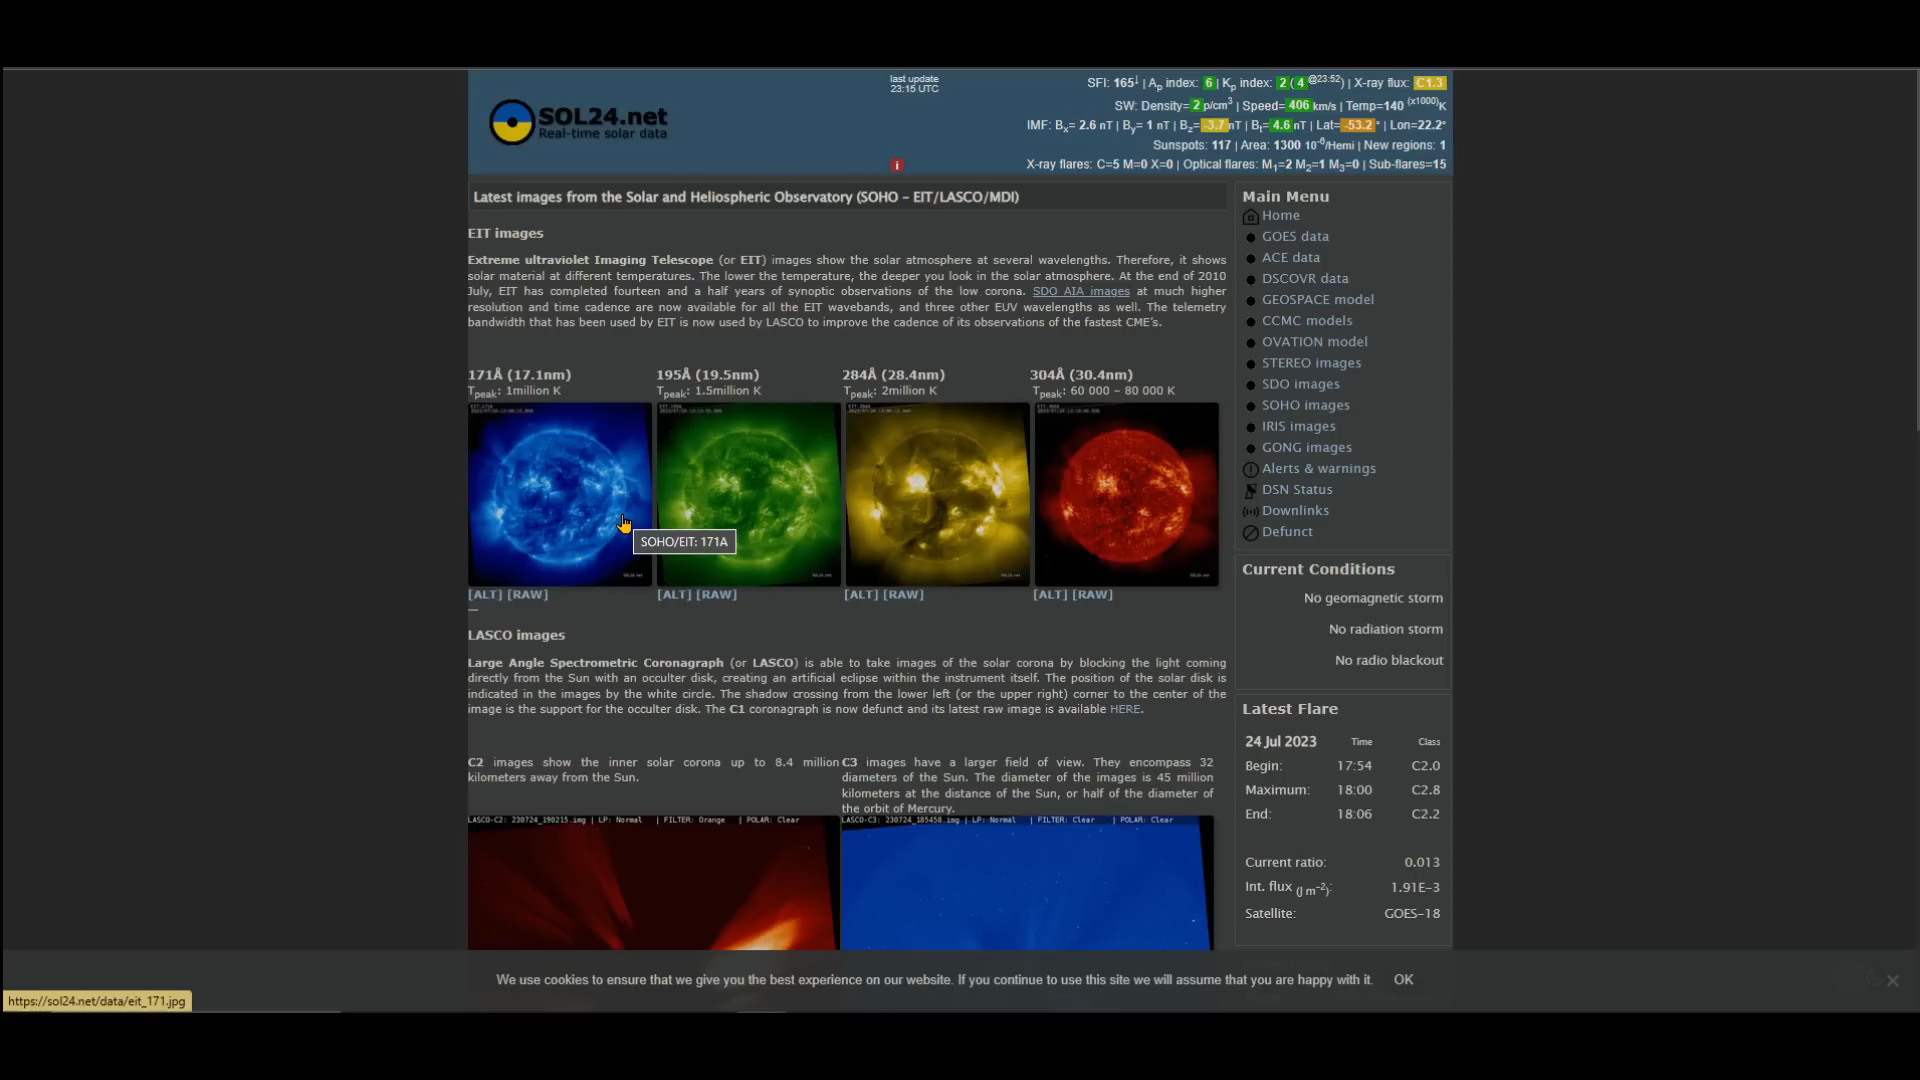 last update
23:15 UTC
SOL24.net
Real-time solar data
i
SFI: 165↓ | Ap index: 6 | Kp index: 2 ( 4 @23:52) | X-ray flux: C1.3
SW: Density= 2 p/cm3 | Speed= 406 km/s | Temp=140 (x1000)K
IMF: Bx= 2.6 nT | By= 1 nT | Bz= -3.7 nT | Bt= 4.6 nT | Lat= -53.2 ° | Lon=22.2°
Sunspots: 117 | Area: 1300 10-6/Hemi | New regions: 1
X-ray flares: C=5 M=0 X=0 | Optical flares: M1=2 M2=1 M3=0 | Sub-flares=15
Latest images from the Solar and Heliospheric Observatory (SOHO – EIT/LASCO/MDI)
EIT images
Extreme ultraviolet Imaging Telescope (or EIT) images show the solar atmosphere at several wavelengths. Therefore, it shows
solar material at different temperatures. The lower the temperature, the deeper you look in the solar atmosphere. At the end of 2010
July, EIT has completed fourteen and a half years of synoptic observations of the low corona. SDO AIA images at much higher
resolution and time cadence are now available for all the EIT wavebands, and three other EUV wavelengths as well. The telemetry
bandwidth that has been used by EIT is now used by LASCO to improve the cadence of its observations of the fastest CME's.
171Å (17.1nm)
Tpeak: 1million K
195Å (19.5nm)
Tpeak: 1.5million K
284Å (28.4nm)
Tpeak: 2million K
304Å (30.4nm)
Tpeak: 60 000 – 80 000 K
SOHO/EIT: 171A
[ALT] [RAW]
[ALT] [RAW]
[ALT] [RAW]
[ALT] [RAW]
—
LASCO images
Large Angle Spectrometric Coronagraph (or LASCO) is able to take images of the solar corona by blocking the light coming
directly from the Sun with an occulter disk, creating an artificial eclipse within the instrument itself. The position of the solar disk is
indicated in the images by the white circle. The shadow crossing from the lower left (or the upper right) corner to the center of the
image is the support for the occulter disk. The C1 coronagraph is now defunct and its latest raw image is available HERE.
C2 images show the inner solar corona up to 8.4 million
kilometers away from the Sun.
C3 images have a larger field of view. They encompass 32
diameters of the Sun. The diameter of the images is 45 million
kilometers at the distance of the Sun, or half of the diameter of
the orbit of Mercury.
LASCO-C2: 230724_190215.img | LP: Normal | FILTER: Orange | POLAR: Clear
LASCO-C3: 230724_185458.img | LP: Normal | FILTER: Clear | POLAR: Clear
Main Menu
Home
GOES data
ACE data
DSCOVR data
GEOSPACE model
CCMC models
OVATION model
STEREO images
SDO images
SOHO images
IRIS images
GONG images
Alerts & warnings
DSN Status
Downlinks
Defunct
Current Conditions
No geomagnetic storm
No radiation storm
No radio blackout
Latest Flare
24 Jul 2023 Time Class
Begin: 17:54 C2.0
Maximum: 18:00 C2.8
End: 18:06 C2.2
Current ratio: 0.013
Int. flux (J m–2): 1.91E-3
Satellite: GOES-18
We use cookies to ensure that we give you the best experience on our website. If you continue to use this site we will assume that you are happy with it. OK
https://sol24.net/data/eit_171.jpg